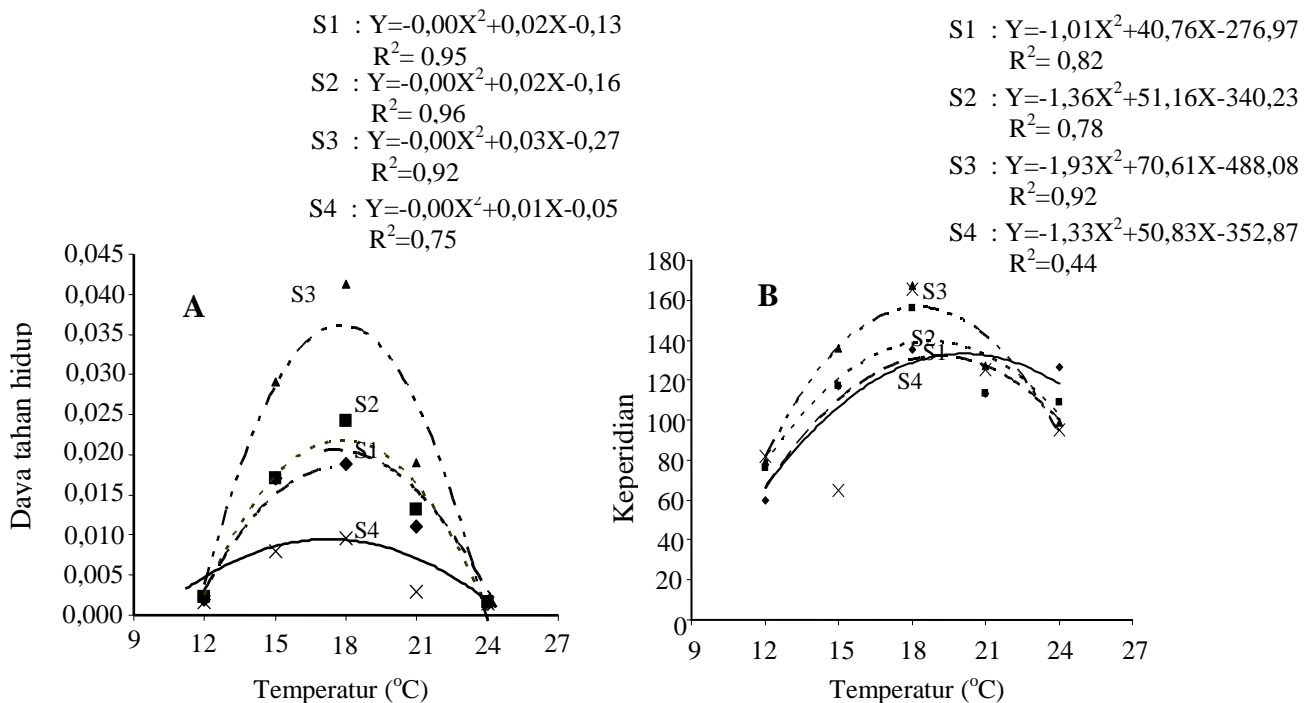 S1 : Y=-0,00X²+0,02X-0,13
R²= 0,95
S2 : Y=-0,00X²+0,02X-0,16
R²= 0,96
S3 : Y=-0,00X²+0,03X-0,27
R²=0,92
S4 : Y=-0,00X²+0,01X-0,05
R²=0,75
S1 : Y=-1,01X²+40,76X-276,97
R²= 0,82
S2 : Y=-1,36X²+51,16X-340,23
R²= 0,78
S3 : Y=-1,93X²+70,61X-488,08
R²=0,92
S4 : Y=-1,33X²+50,83X-352,87
R²=0,44
A
Daya tahan hidup
0,045
0,040
0,035
0,030
0,025
0,020
0,015
0,010
0,005
0,000
S3
S2
S1
S4
9 12 15 18 21 24 27
Temperatur (°C)
B
Keperidian
180
160
140
120
100
80
60
40
20
0
S3
S2
S1
S4
9 12 15 18 21 24 27
Temperatur (°C)